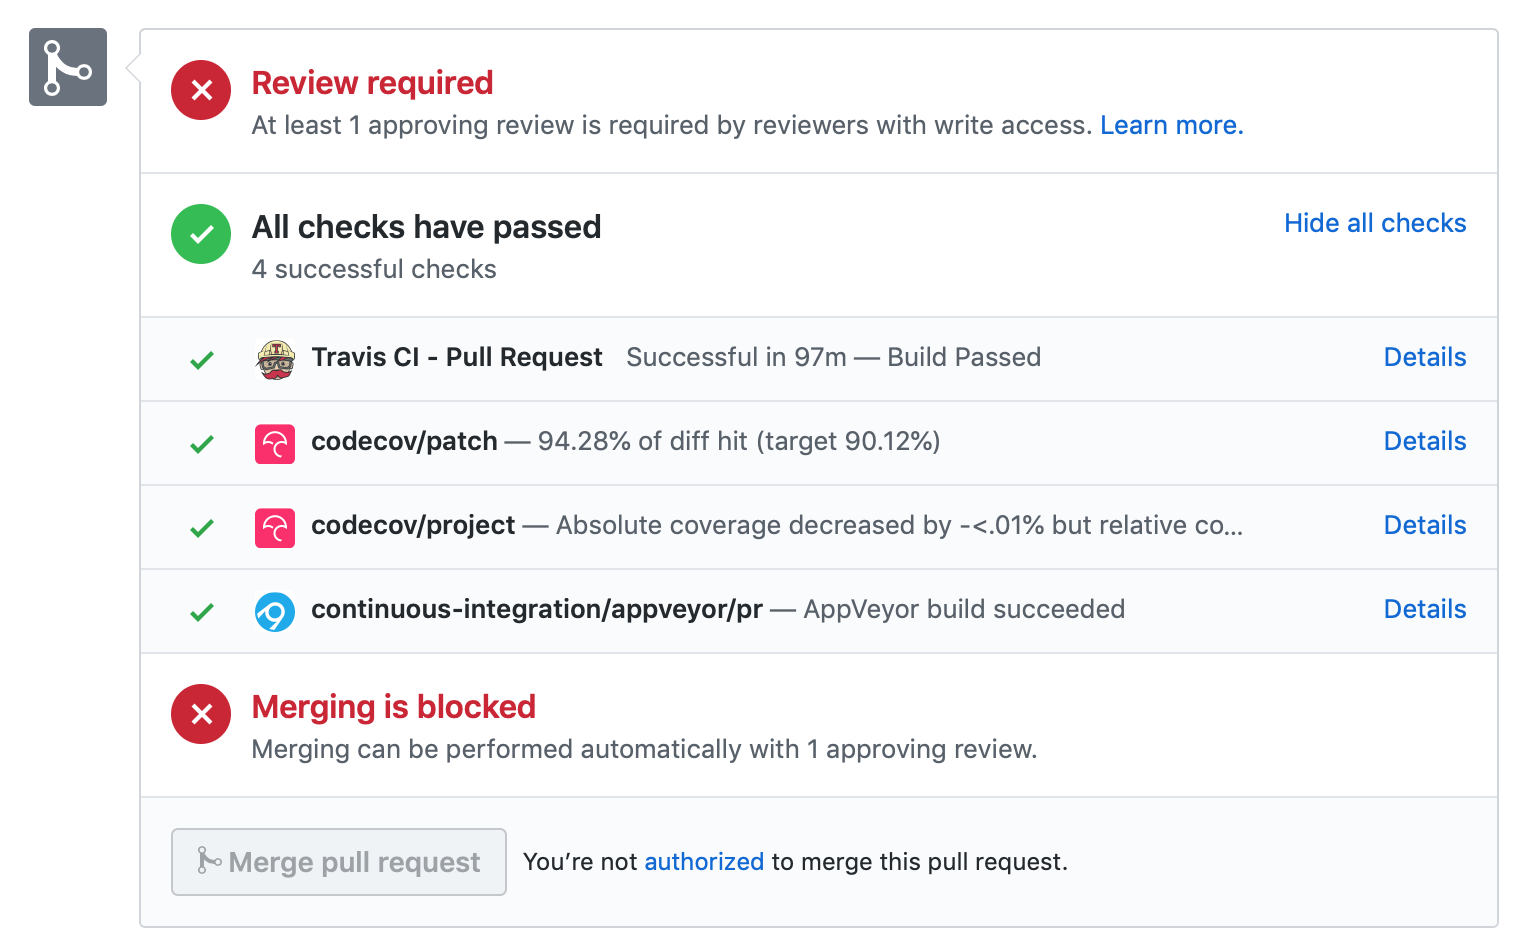 Review required
At least 1 approving review is required by reviewers with write access. Learn more.
All checks have passed
Hide all checks
4 successful checks
Travis CI - Pull Request Successful in 97m — Build Passed Details
codecov/patch — 94.28% of diff hit (target 90.12%) Details
codecov/project — Absolute coverage decreased by -<.01% but relative co... Details
continuous-integration/appveyor/pr — AppVeyor build succeeded Details
Merging is blocked
Merging can be performed automatically with 1 approving review.
Merge pull request You’re not authorized to merge this pull request.